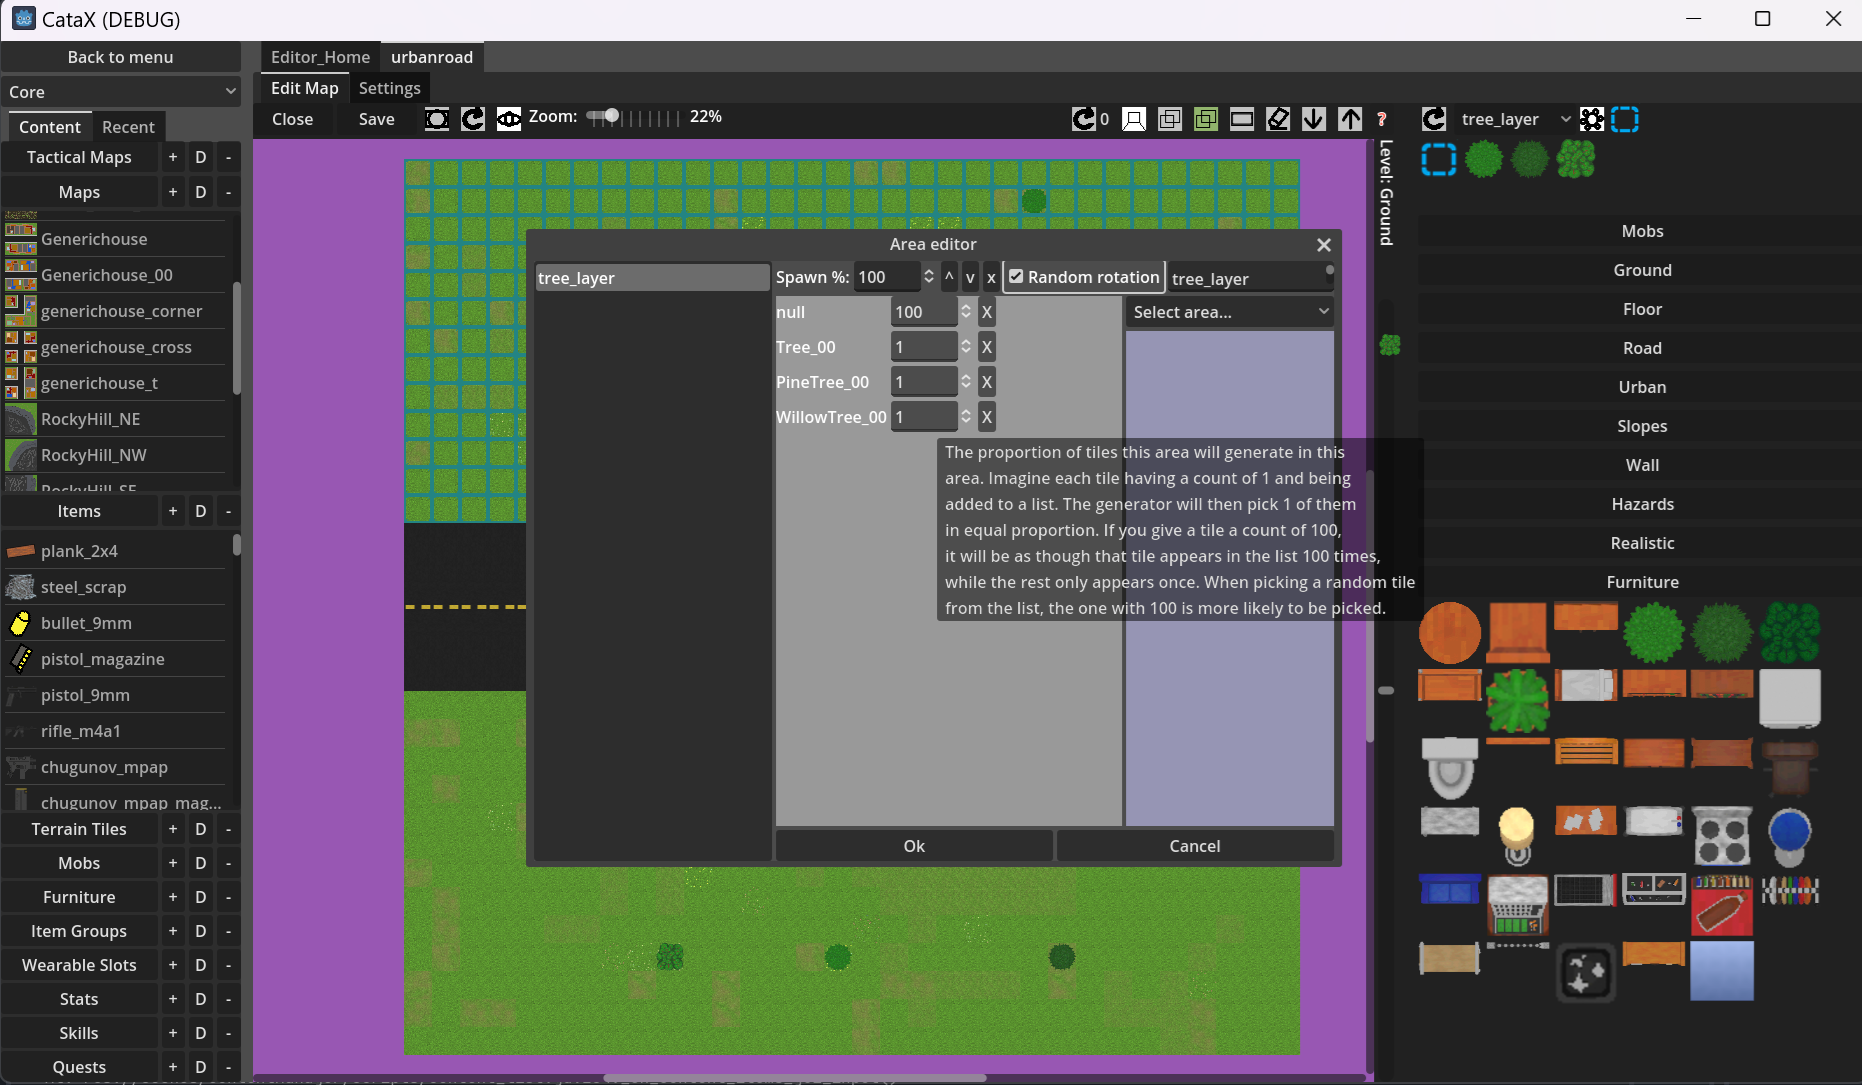 CataX (DEBUG)
Back to menu
Editor_Home
urbanroad
Core
Edit Map
Settings
Content
Recent
Close
Save
Zoom:
22%
0
?
tree_layer
Tactical Maps + D -
Maps + D -
Generichouse
Generichouse_00
generichouse_corner
generichouse_cross
generichouse_t
RockyHill_NE
RockyHill_NW
RockyHill_SE
Items + D -
plank_2x4
steel_scrap
bullet_9mm
pistol_magazine
pistol_9mm
rifle_m4a1
chugunov_mpap
chugunov_mpap_mag...
Terrain Tiles + D -
Mobs + D -
Furniture + D -
Item Groups + D -
Wearable Slots + D -
Stats + D -
Skills + D -
Quests + D -
Area editor
tree_layer
Spawn %: 100 ^ v x Random rotation tree_layer
null 100 X
Select area...
Tree_00 1 X
PineTree_00 1 X
WillowTree_00 1 X
The proportion of tiles this area will generate in this
area. Imagine each tile having a count of 1 and being
added to a list. The generator will then pick 1 of them
in equal proportion. If you give a tile a count of 100,
it will be as though that tile appears in the list 100 times,
while the rest only appears once. When picking a random tile
from the list, the one with 100 is more likely to be picked.
Ok
Cancel
Level: Ground
Mobs
Ground
Floor
Road
Urban
Slopes
Wall
Hazards
Realistic
Furniture